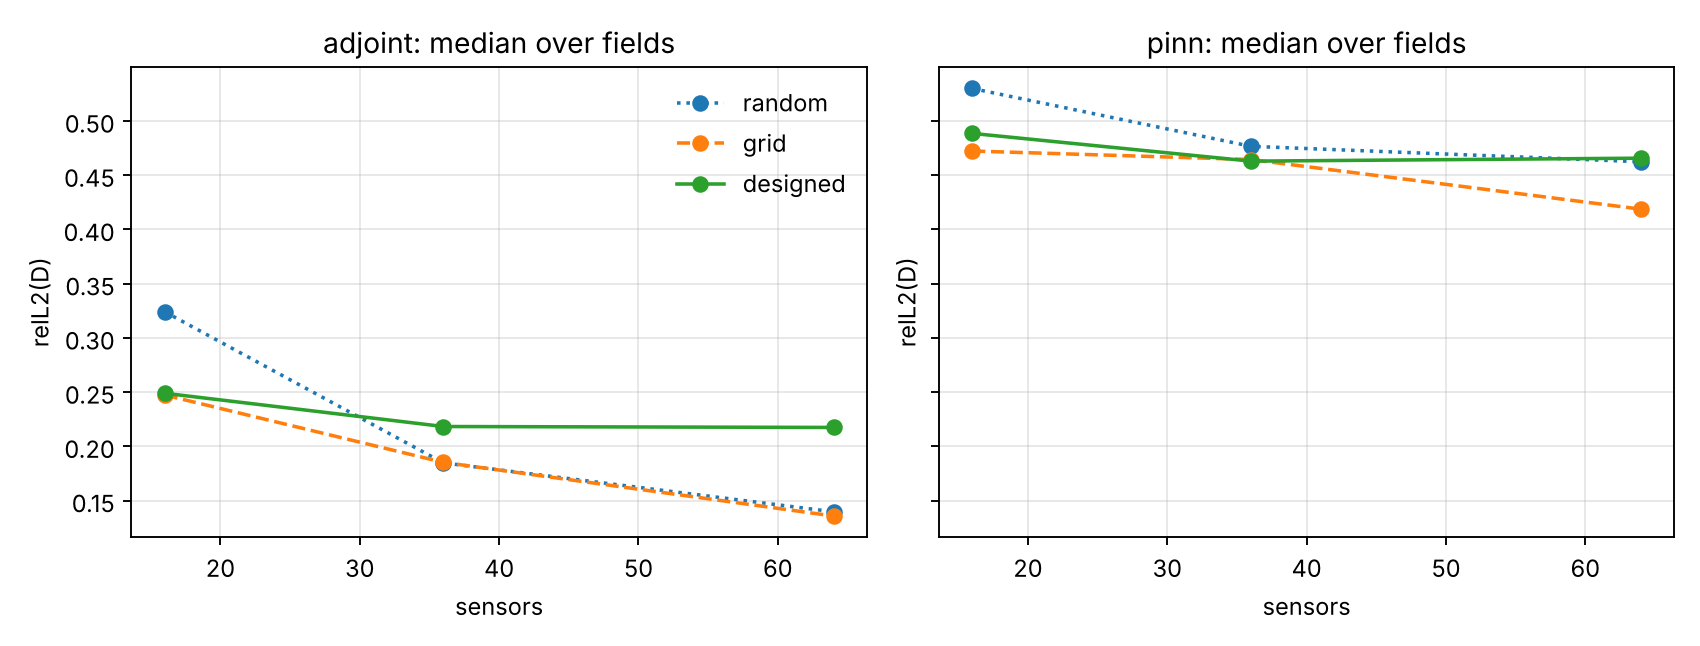 adjoint: median over fields
random
grid
designed
0.50
0.45
0.40
0.35
0.30
0.25
0.20
0.15
relL2(D)
20 30 40 50 60
sensors
pinn: median over fields
relL2(D)
20 30 40 50 60
sensors